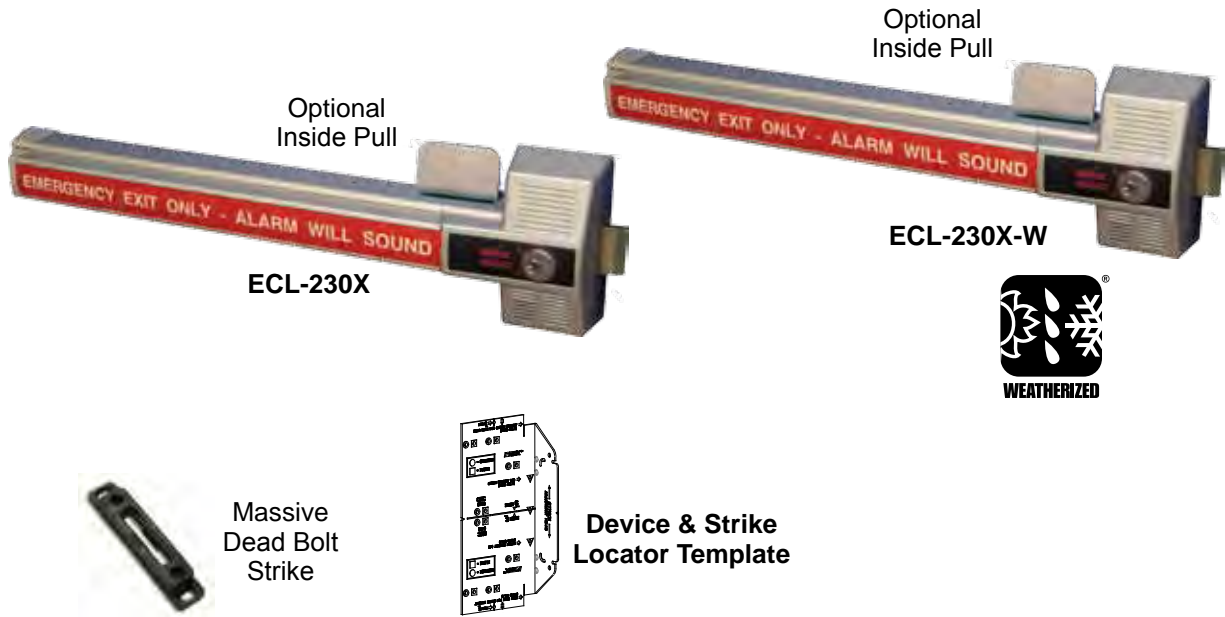 Optional
Inside Pull
EMERGENCY EXIT ONLY - ALARM WILL SOUND
ECL-230X
Optional
Inside Pull
EMERGENCY EXIT ONLY - ALARM WILL SOUND
ECL-230X-W
®
WEATHERIZED
Massive
Dead Bolt
Strike
Device & Strike
Locator Template